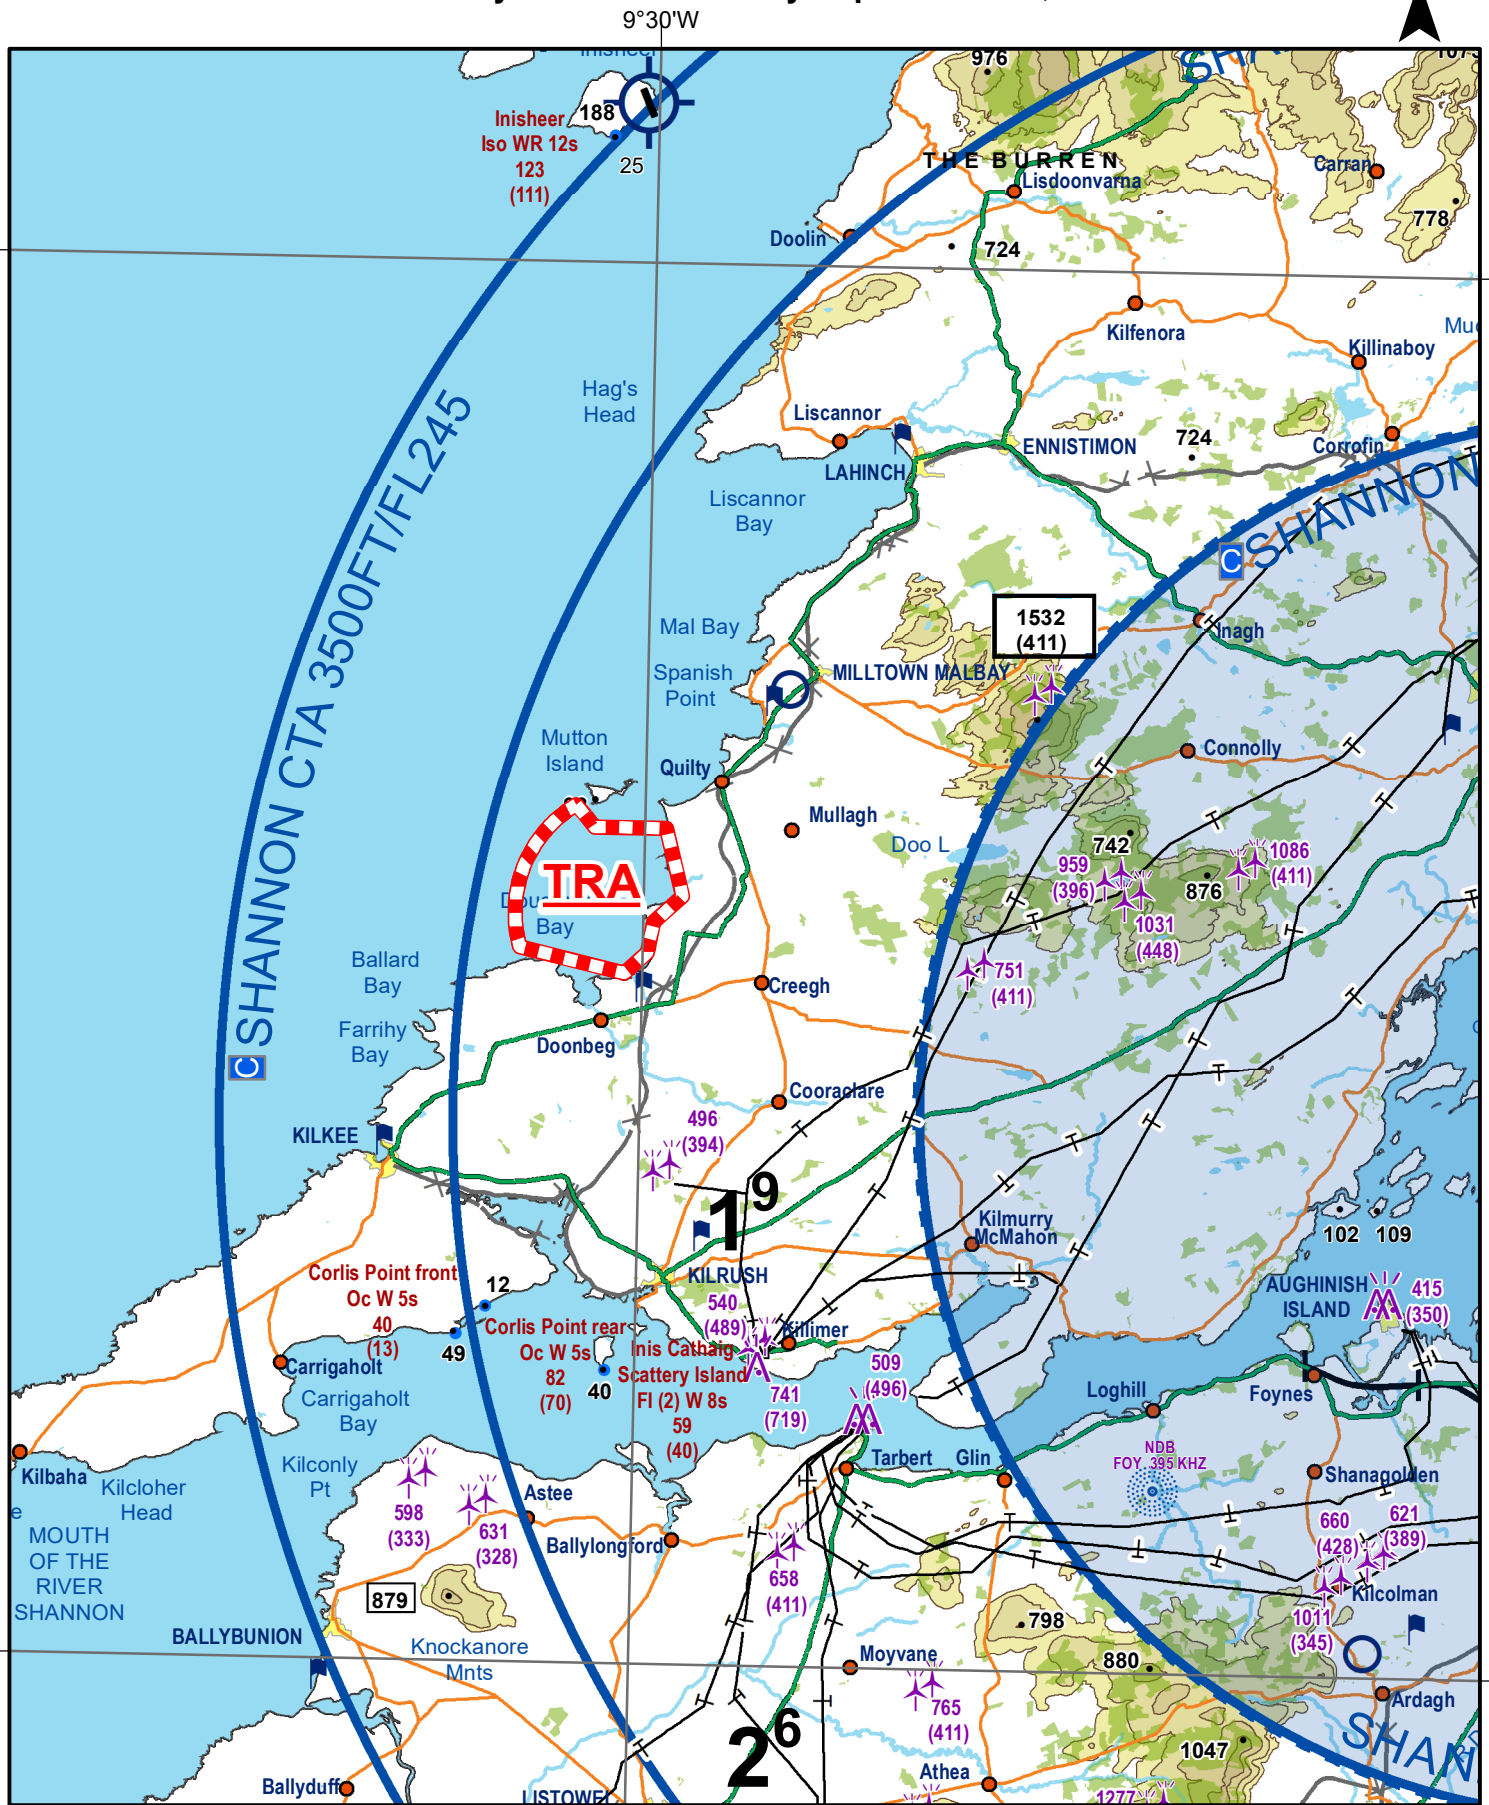 9°30'W
976
188
Inisheer
Iso WR 12s
123
(111)
25
THE BURREN
Lisdoonvarna
Carran
778
Doolin
724
Kilfenora
Killinaboy
Hag's
Head
Liscannor
ENNISTIMON
724
Corrofin
LAHINCH
Liscannor
Bay
SHANNON CTA 3500FT/FL245
C
C
SHANNON
1532
(411)
Inagh
Mal Bay
Spanish
Point
MILLTOWN MALBAY
Mutton
Island
Quilty
Connolly
Mullagh
Doo L
TRA
Bay
742
959
(396)
876
1086
(411)
1031
(448)
751
(411)
Ballard
Bay
Creegh
Farrihy
Bay
Doonbeg
Cooraclare
KILKEE
496
(394)
19
Kilmurry
McMahon
102
109
KILRUSH
Corlis Point front
Oc W 5s
40
(13)
12
49
540
(489)
AUGHINISH
ISLAND
415
(350)
Corlis Point rear
Oc W 5s
82
(70)
40
Inis Cathaig
Scattery Island
Fl (2) W 8s
59
(40)
Killimer
741
(719)
509
(496)
Carrigaholt
Carrigaholt
Bay
Loghill
Foynes
Kilbaha
Kilcloher
Head
Kilconly
Pt
Tarbert
Glin
NDB
FOY 395 KHZ
Shanagolden
598
(333)
Astee
631
(328)
MOUTH
OF THE
RIVER
SHANNON
Ballylongford
658
(411)
660
(428)
621
(389)
Kilcolman
1011
(345)
879
798
880
BALLYBUNION
Knockanore
Mnts
Moyvane
765
(411)
Ardagh
26
1047
Athea
Ballyduff
1277